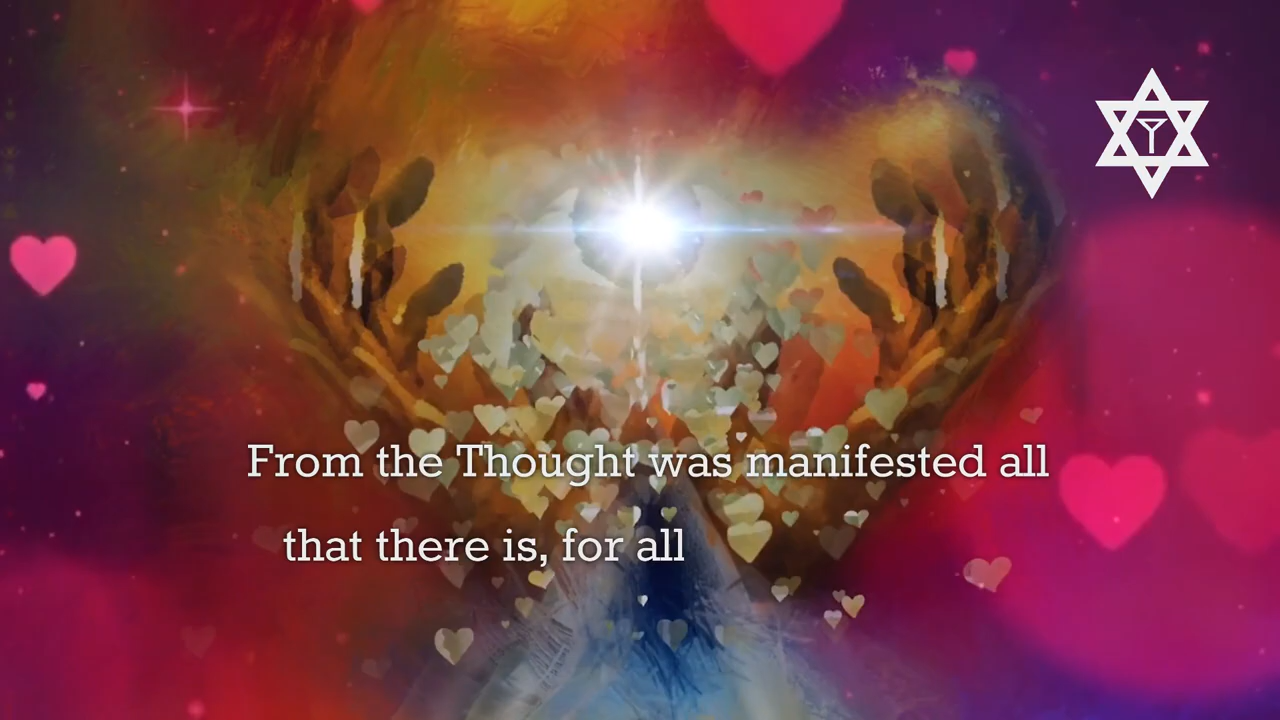 From the Thought was manifested all
that there is, for all